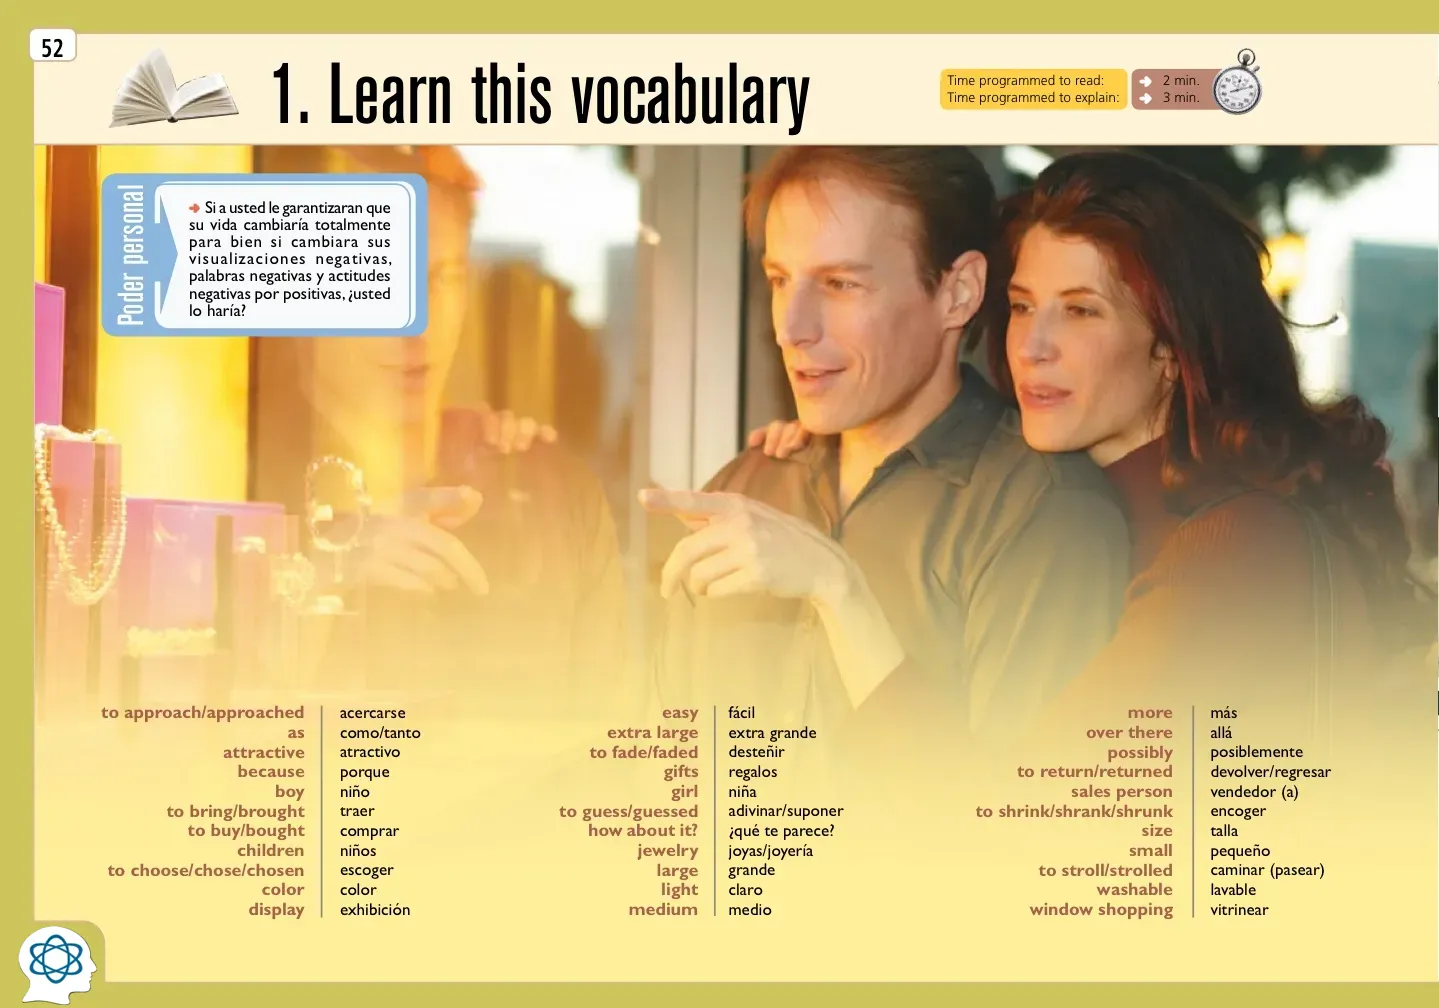 52
1. Learn this vocabulary
Time programmed to read: 2 min.
Time programmed to explain: 3 min.
Poder personal
Si a usted le garantizaran que
su vida cambiaría totalmente
para bien si cambiara sus
visualizaciones negativas,
palabras negativas y actitudes
negativas por positivas, ¿usted
lo haría?
to approach/approached acercarse
as como/tanto
attractive atractivo
because porque
boy niño
to bring/brought traer
to buy/bought comprar
children niños
to choose/chose/chosen escoger
color color
display exhibición
easy fácil
extra large extra grande
to fade/faded desteñir
gifts regalos
girl niña
to guess/guessed adivinar/suponer
how about it? ¿qué te parece?
jewelry joyas/joyería
large grande
light claro
medium medio
more más
over there allá
possibly posiblemente
to return/returned devolver/regresar
sales person vendedor (a)
to shrink/shrank/shrunk encoger
size talla
small pequeño
to stroll/strolled caminar (pasear)
washable lavable
window shopping vitrinear